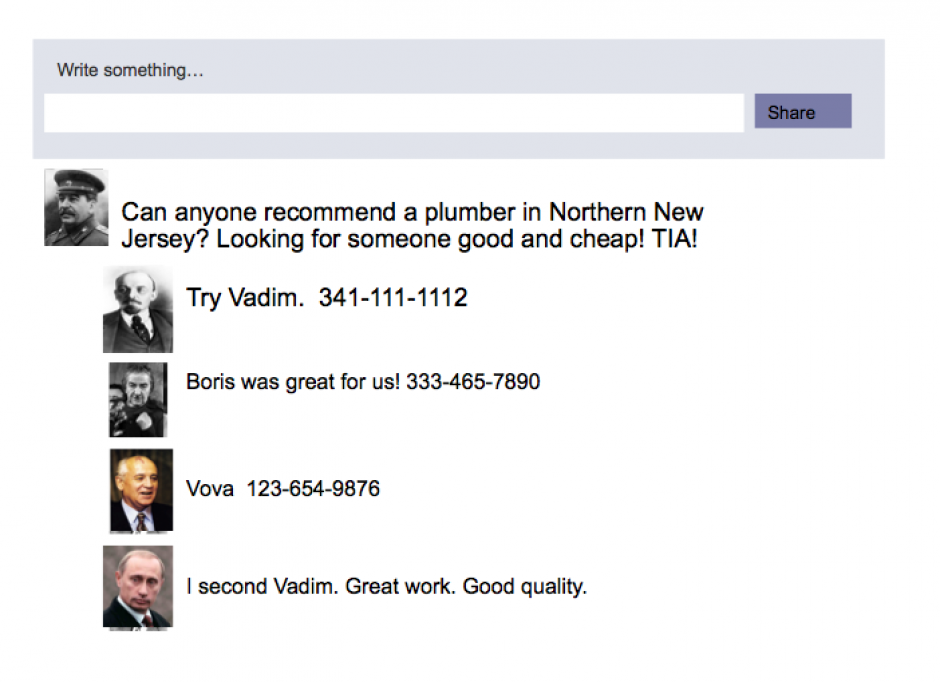 Write something…
Share
Can anyone recommend a plumber in Northern New
Jersey? Looking for someone good and cheap! TIA!
Try Vadim.  341-111-1112
Boris was great for us! 333-465-7890
Vova  123-654-9876
I second Vadim. Great work. Good quality.